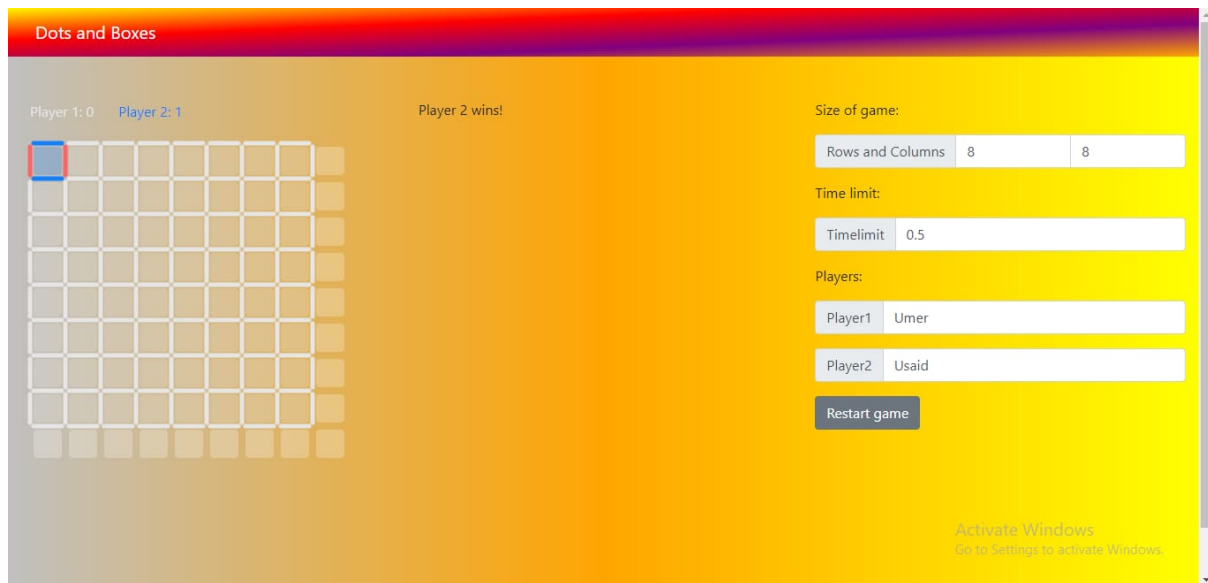 Dots and Boxes
Player 1: 0 Player 2: 1
Player 2 wins!
Size of game:
Rows and Columns 8 8
Time limit:
Timelimit 0.5
Players:
Player1 Umer
Player2 Usaid
Restart game
Activate Windows
Go to Settings to activate Windows.